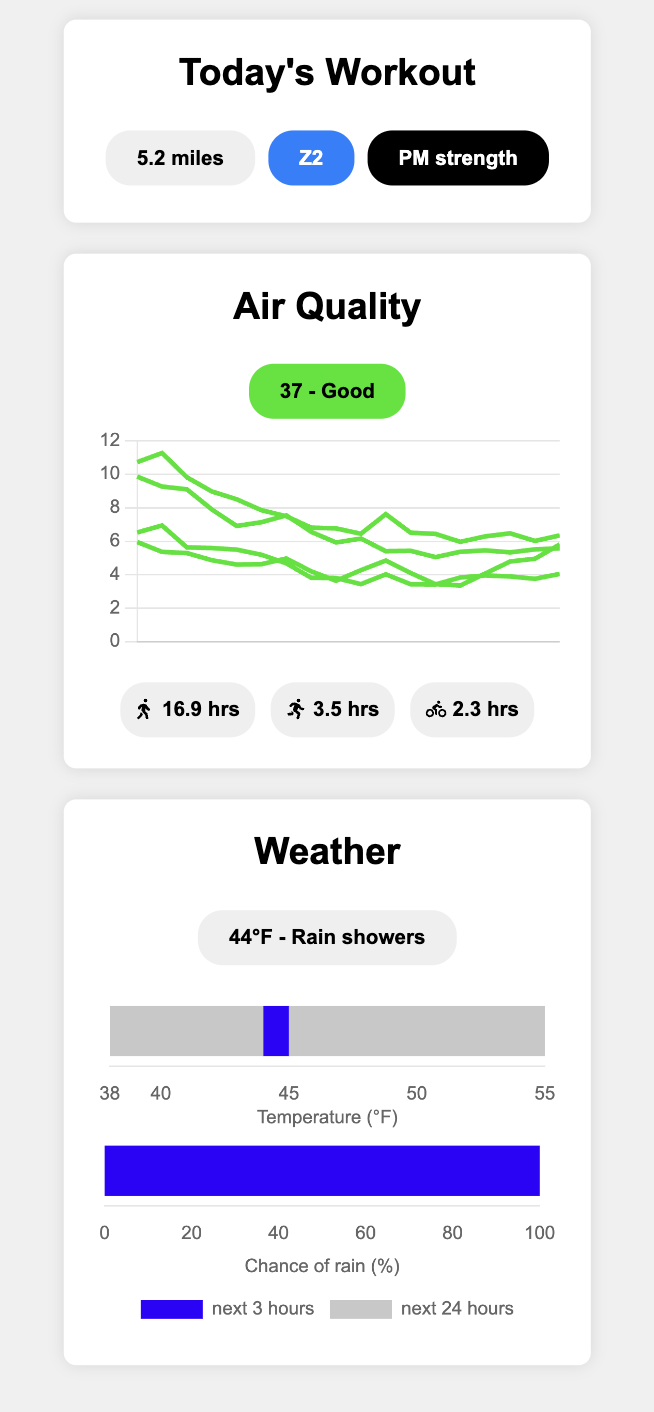 Today's Workout
5.2 miles Z2 PM strength
Air Quality
37 - Good
12
10
8
6
4
2
0
16.9 hrs 3.5 hrs 2.3 hrs
Weather
44°F - Rain showers
38 40 45 50 55
Temperature (°F)
0 20 40 60 80 100
Chance of rain (%)
next 3 hours next 24 hours